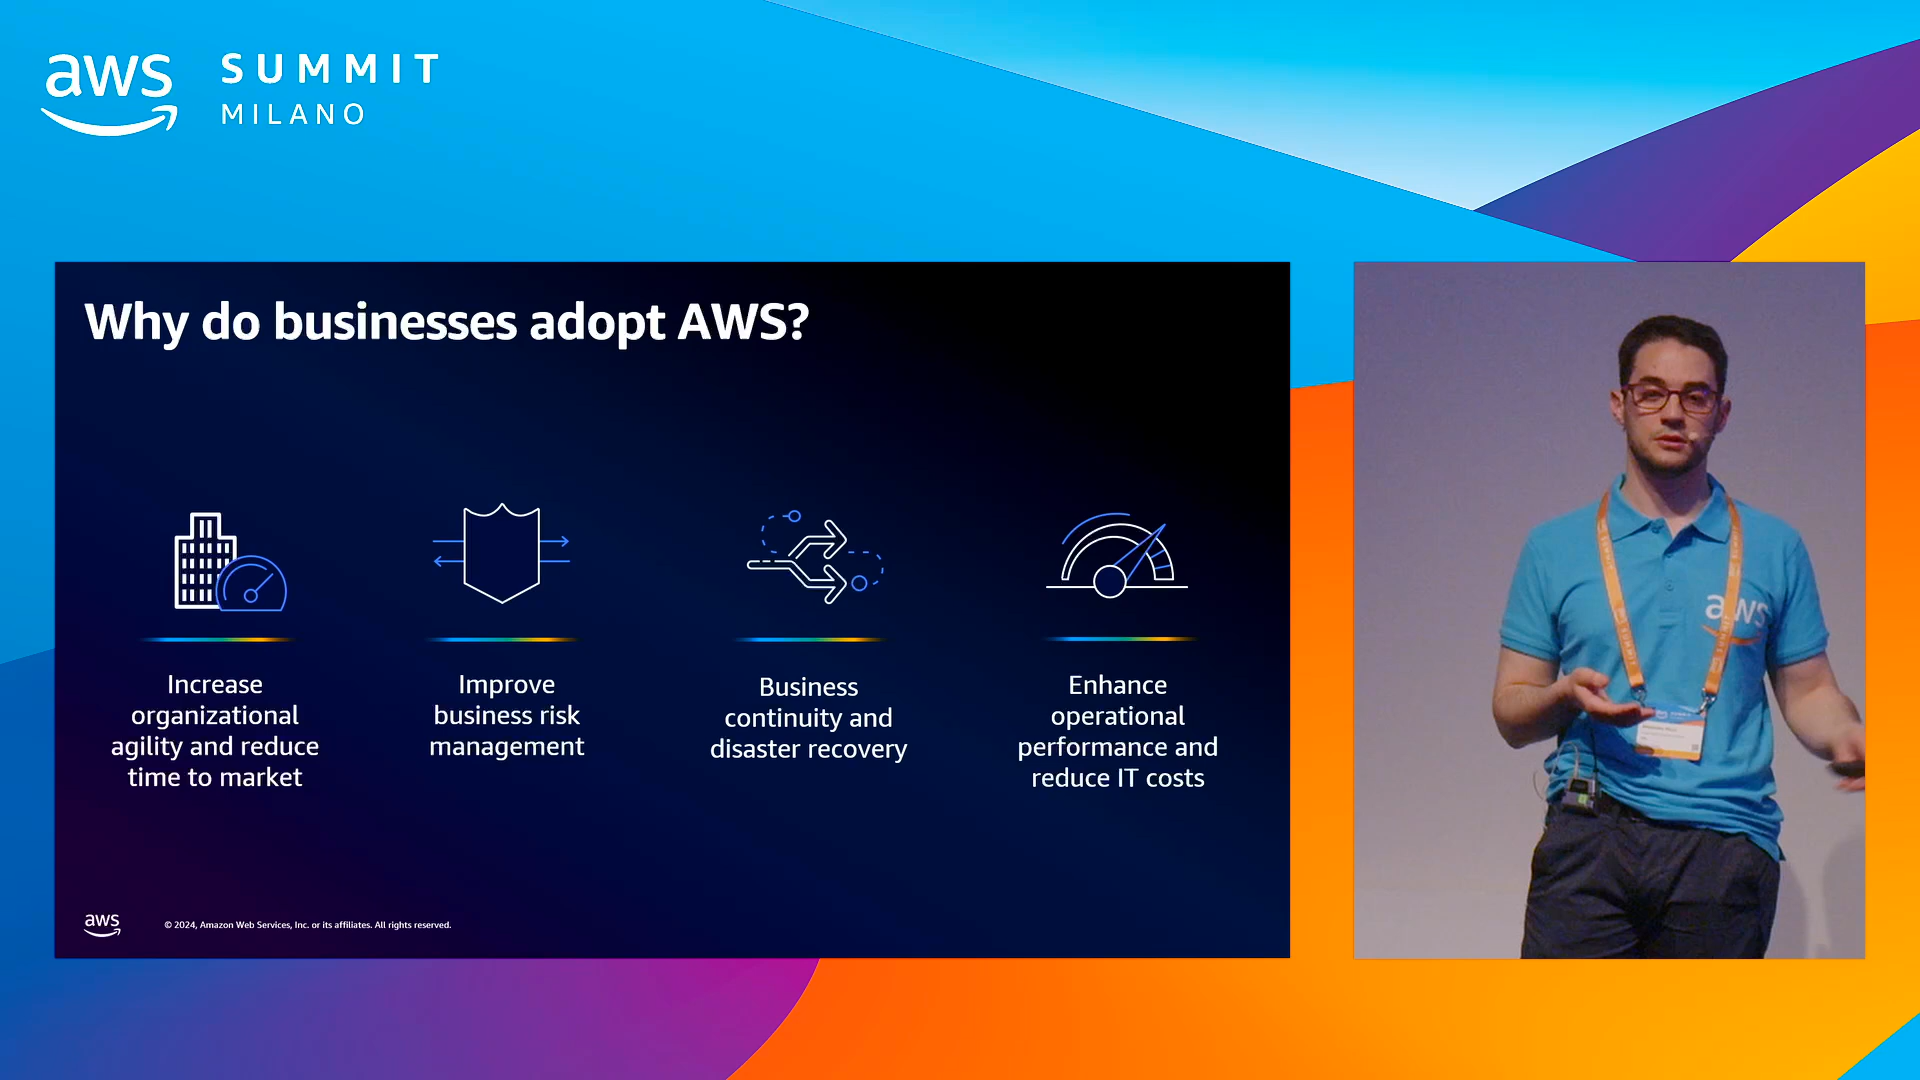 aws
SUMMIT
MILANO
Why do businesses adopt AWS?
Increase
organizational
agility and reduce
time to market
Improve
business risk
management
Business
continuity and
disaster recovery
Enhance
operational
performance and
reduce IT costs
aws
© 2024, Amazon Web Services, Inc. or its affiliates. All rights reserved.
aws
aws